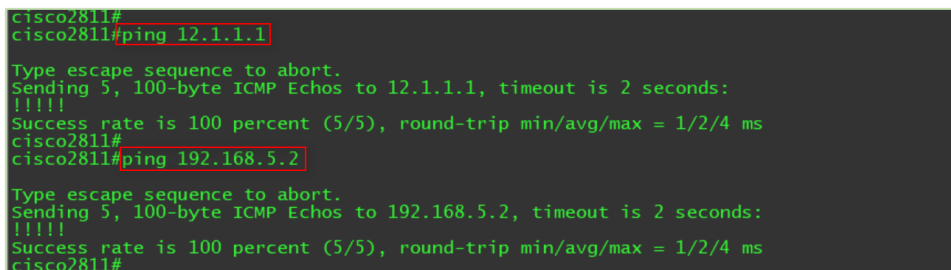 cisco2811#
cisco2811#ping 12.1.1.1
Type escape sequence to abort.
Sending 5, 100-byte ICMP Echos to 12.1.1.1, timeout is 2 seconds:
!!!!!
Success rate is 100 percent (5/5), round-trip min/avg/max = 1/2/4 ms
cisco2811#
cisco2811#ping 192.168.5.2
Type escape sequence to abort.
Sending 5, 100-byte ICMP Echos to 192.168.5.2, timeout is 2 seconds:
!!!!!
Success rate is 100 percent (5/5), round-trip min/avg/max = 1/2/4 ms
cisco2811#